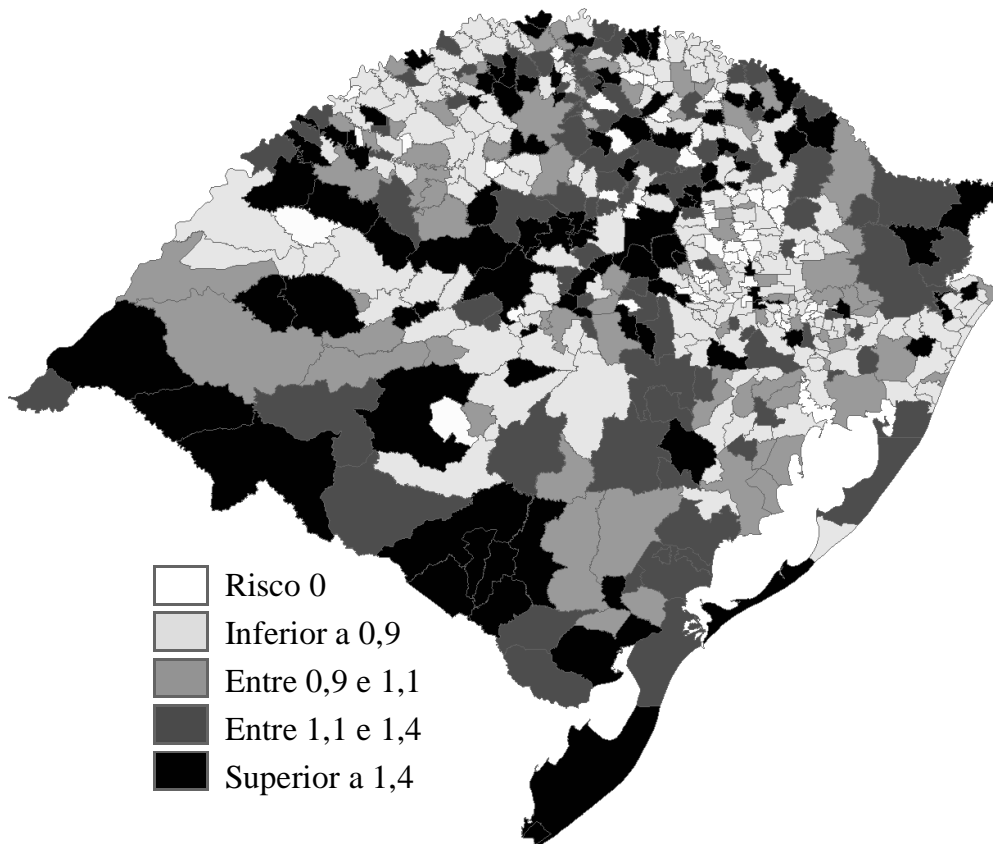 Risco 0
Inferior a 0,9
Entre 0,9 e 1,1
Entre 1,1 e 1,4
Superior a 1,4